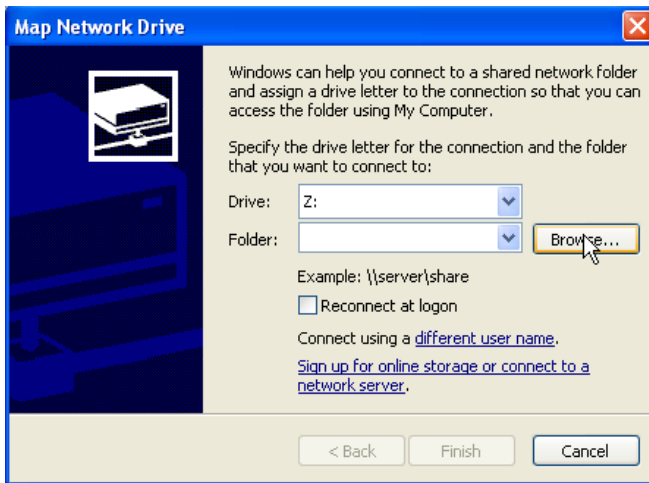 Map Network Drive
Windows can help you connect to a shared network folder
and assign a drive letter to the connection so that you can
access the folder using My Computer.
Specify the drive letter for the connection and the folder
that you want to connect to:
Drive: Z:
Folder: Browse...
Example: \\server\share
Reconnect at logon
Connect using a different user name.
Sign up for online storage or connect to a
network server.
< Back Finish Cancel